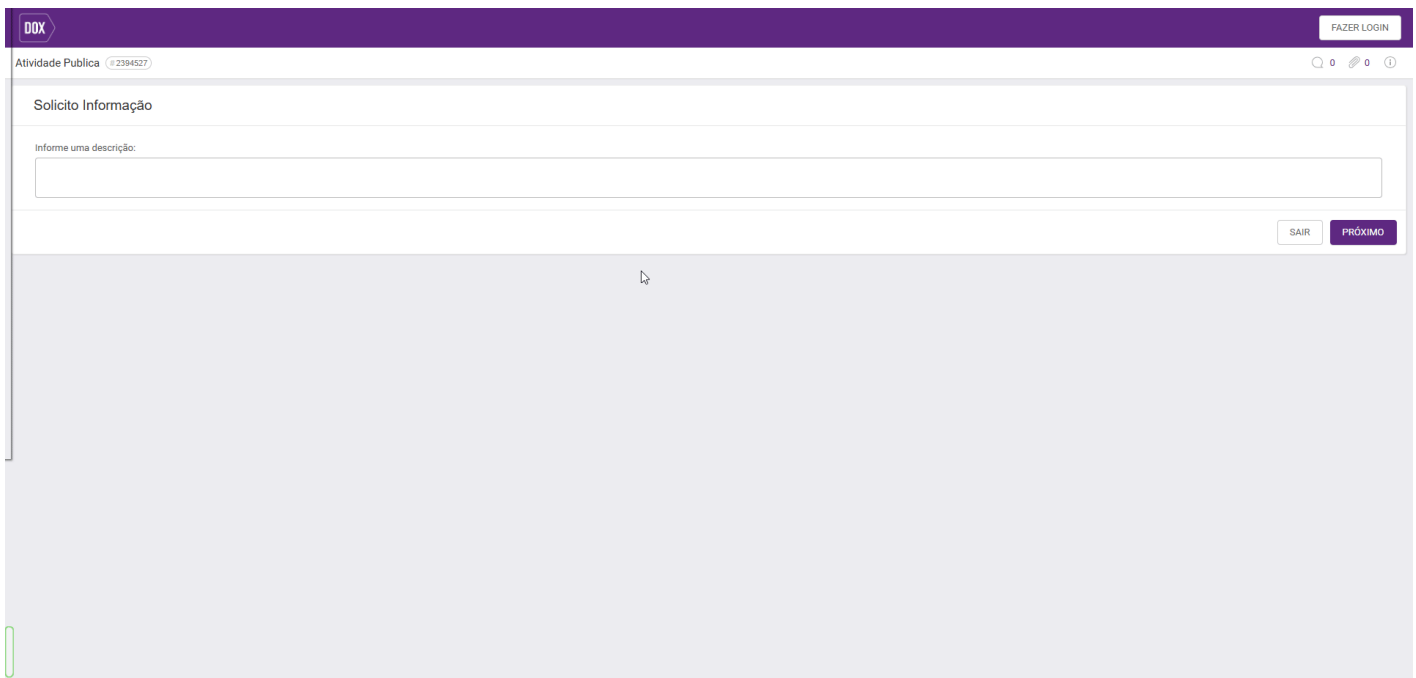 DOX
FAZER LOGIN
Atividade Publica #2394527
0 0
Solicito Informação
Informe uma descrição:
SAIR PRÓXIMO